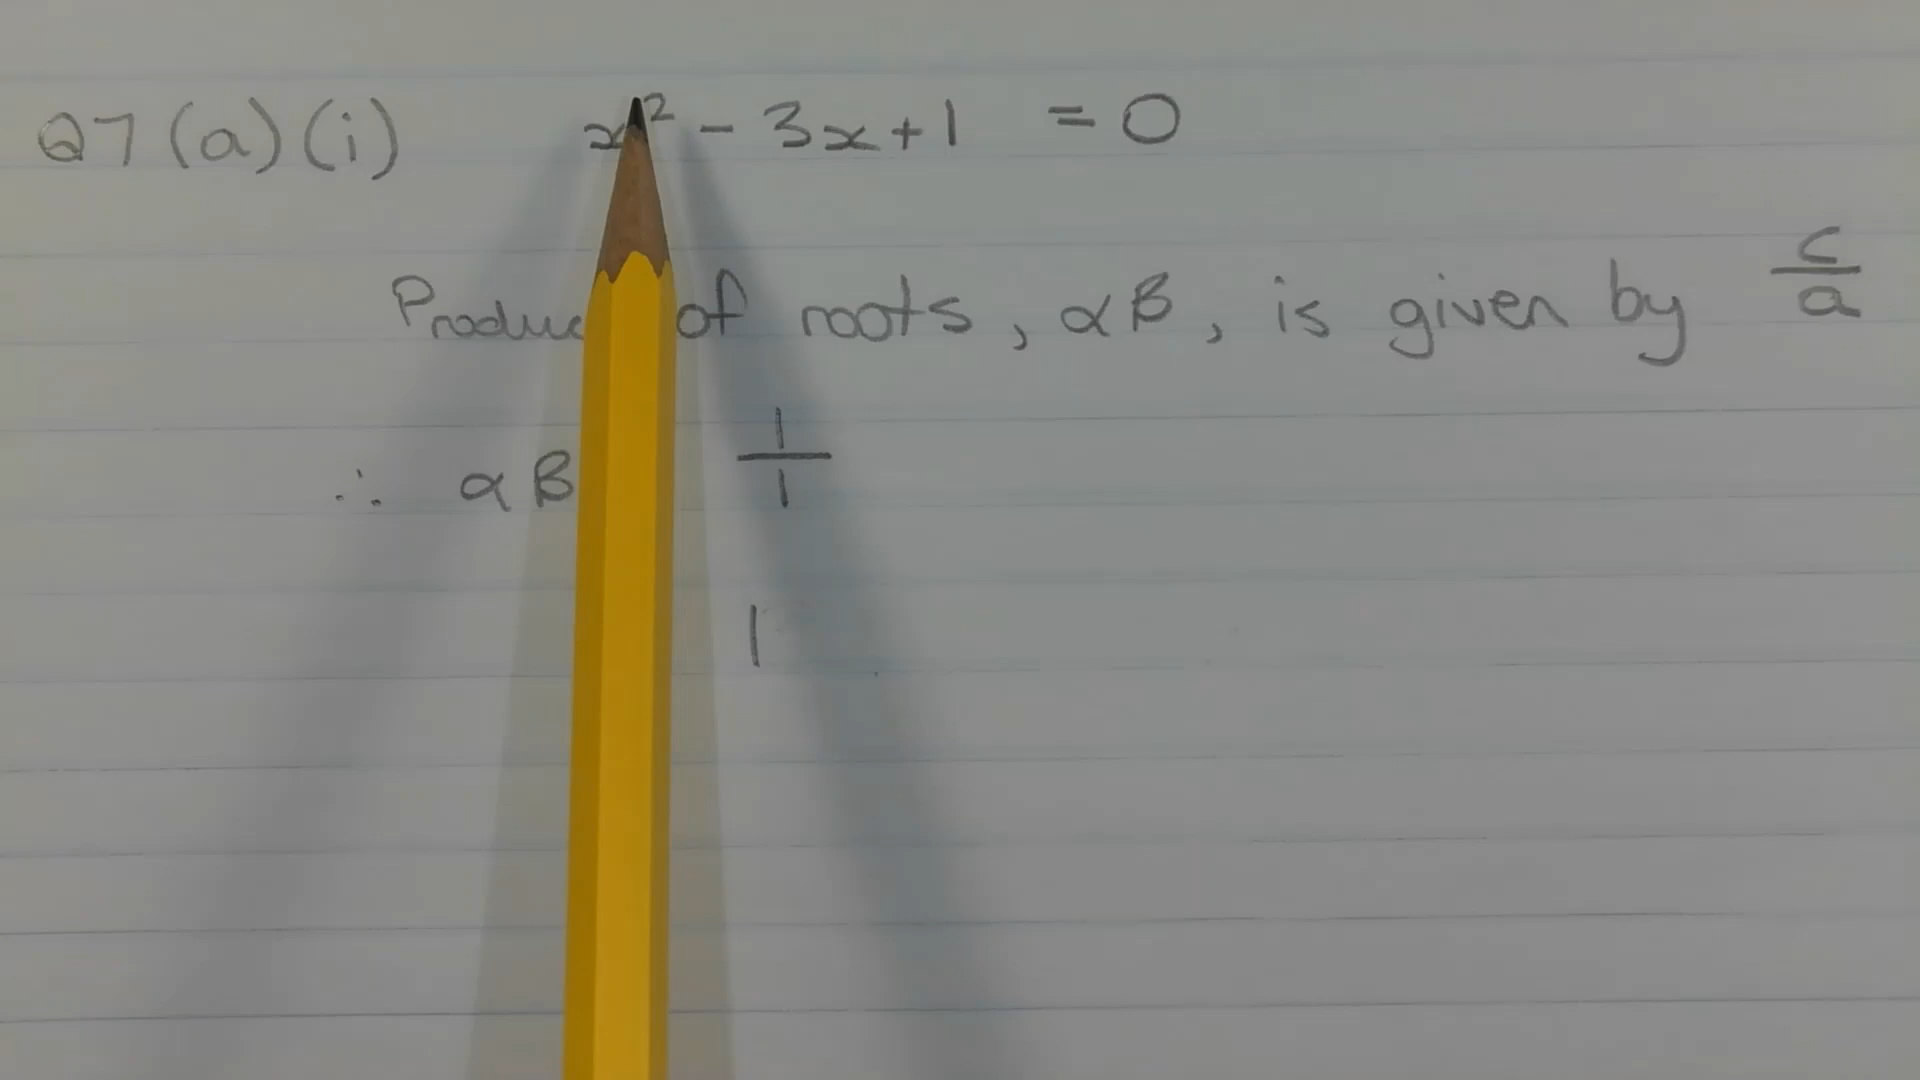 Q7 (a) (i) x² - 3x + 1 = 0
of roots, αβ, is given by c/a
∴ αβ 1/1
1